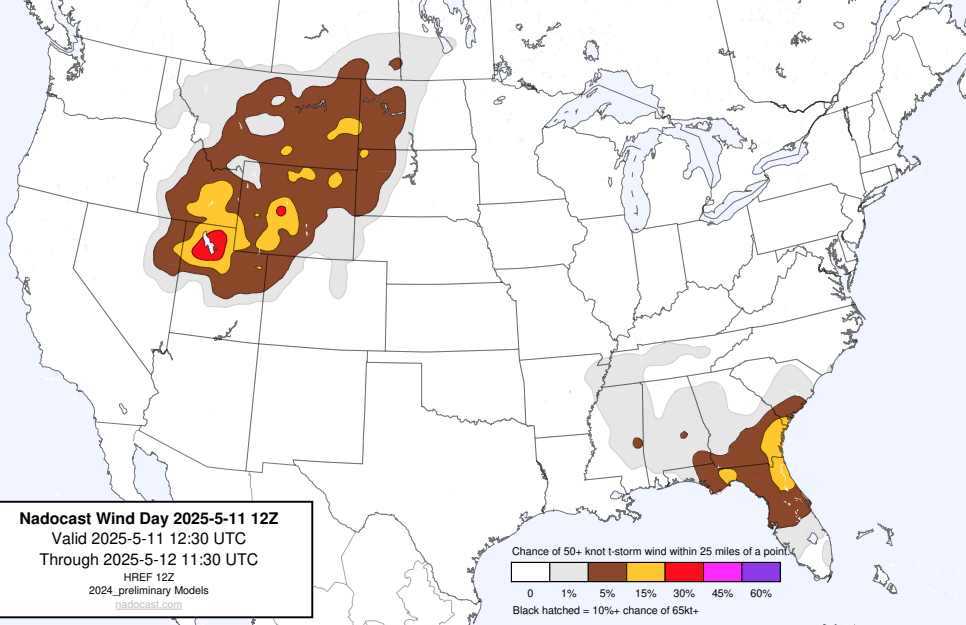 Nadocast Wind Day 2025-5-11 12Z
Valid 2025-5-11 12:30 UTC
Through 2025-5-12 11:30 UTC
HREF 12Z
2024_preliminary Models
nadocast.com
Chance of 50+ knot t-storm wind within 25 miles of a point.
0 1% 5% 15% 30% 45% 60%
Black hatched = 10%+ chance of 65kt+